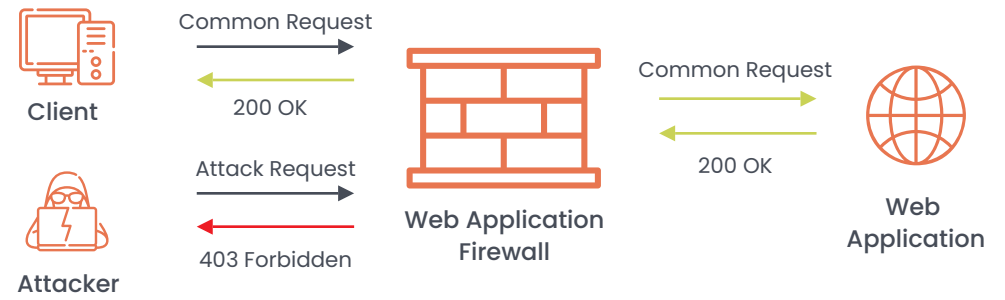 Common Request
200 OK
Client
Attack Request
403 Forbidden
Attacker
Web Application
Firewall
Common Request
200 OK
Web
Application